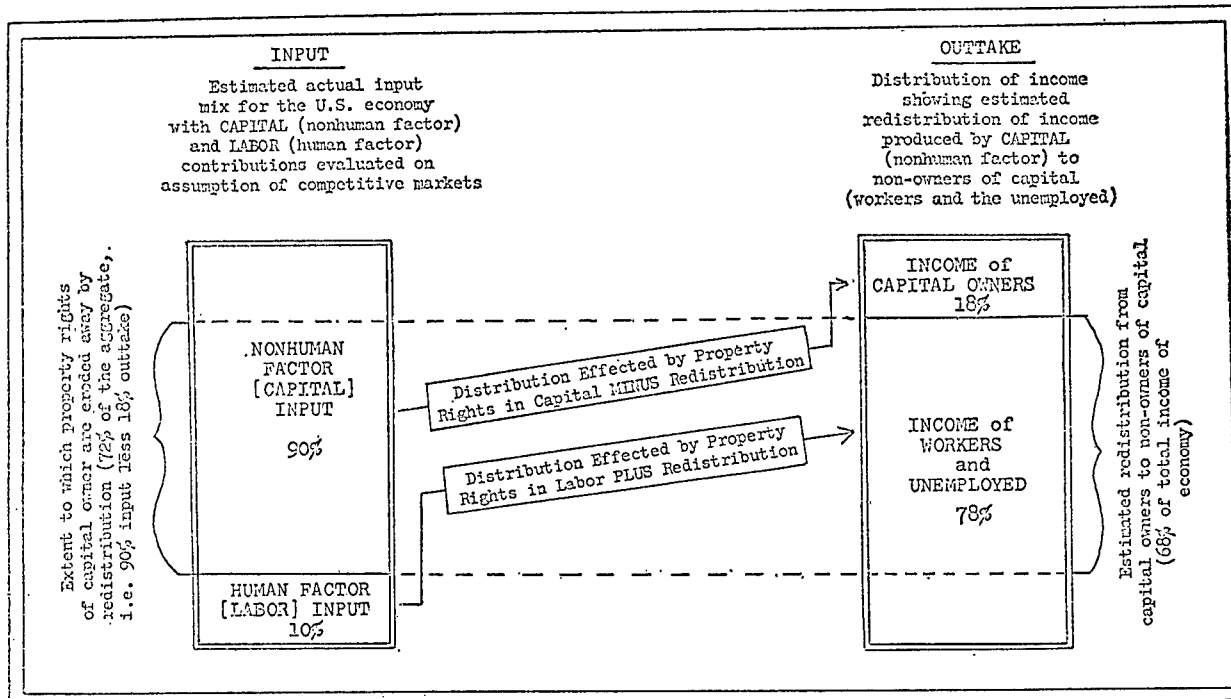 INPUT
Estimated actual input
mix for the U.S. economy
with CAPITAL (nonhuman factor)
and LABOR (human factor)
contributions evaluated on
assumption of competitive markets
OUTTAKE
Distribution of income
showing estimated
redistribution of income
produced by CAPITAL
(nonhuman factor) to
non-owners of capital
(workers and the unemployed)
Extent to which property rights
of capital owner are eroded away by
redistribution (72% of the aggregate,
i.e. 90% input less 18% outtake)
NONHUMAN
FACTOR
[CAPITAL]
INPUT
90%
HUMAN FACTOR
[LABOR] INPUT
10%
Distribution Effected by Property
Rights in Capital MINUS Redistribution
Distribution Effected by Property
Rights in Labor PLUS Redistribution
INCOME of
CAPITAL OWNERS
18%
INCOME of
WORKERS
and
UNEMPLOYED
78%
Estimated redistribution from
capital owners to non-owners of capital
(68% of total income of
economy)